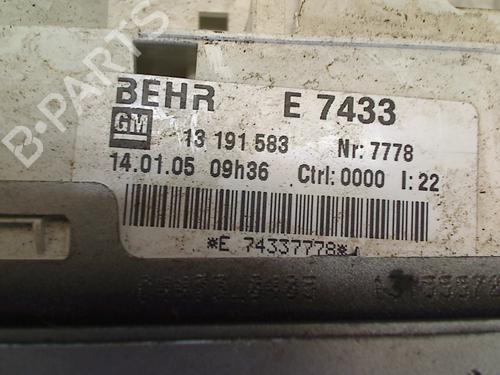 B-PARTS
BEHR E 7433
GM 13 191 583 Nr: 7778
14.01.05 09h36 Ctrl: 0000 I: 22
*E 74337778*